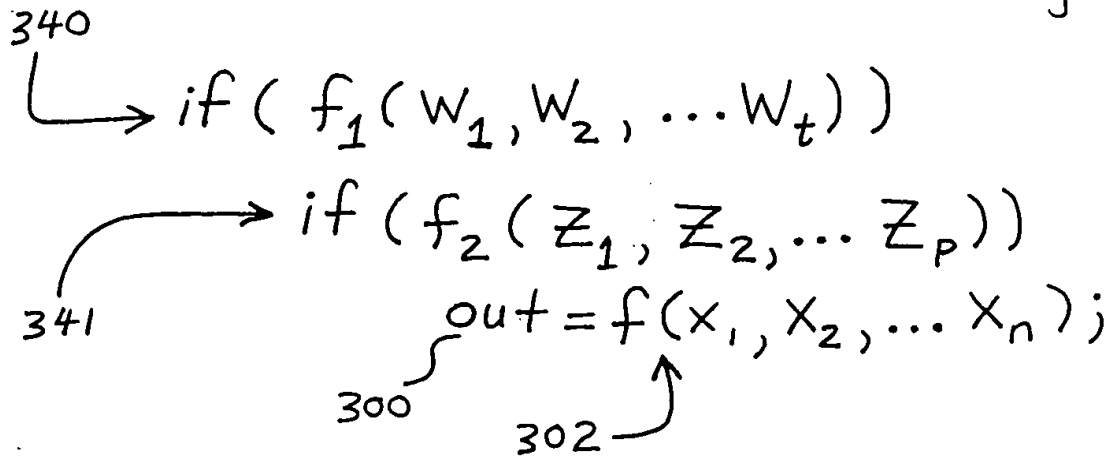 340
if ( f₁ ( W₁, W₂, ... Wₜ ) )
if ( f₂ ( Z₁, Z₂, ... Zₚ ) )
341
out = f(x₁, x₂, ... xₙ);
300
302